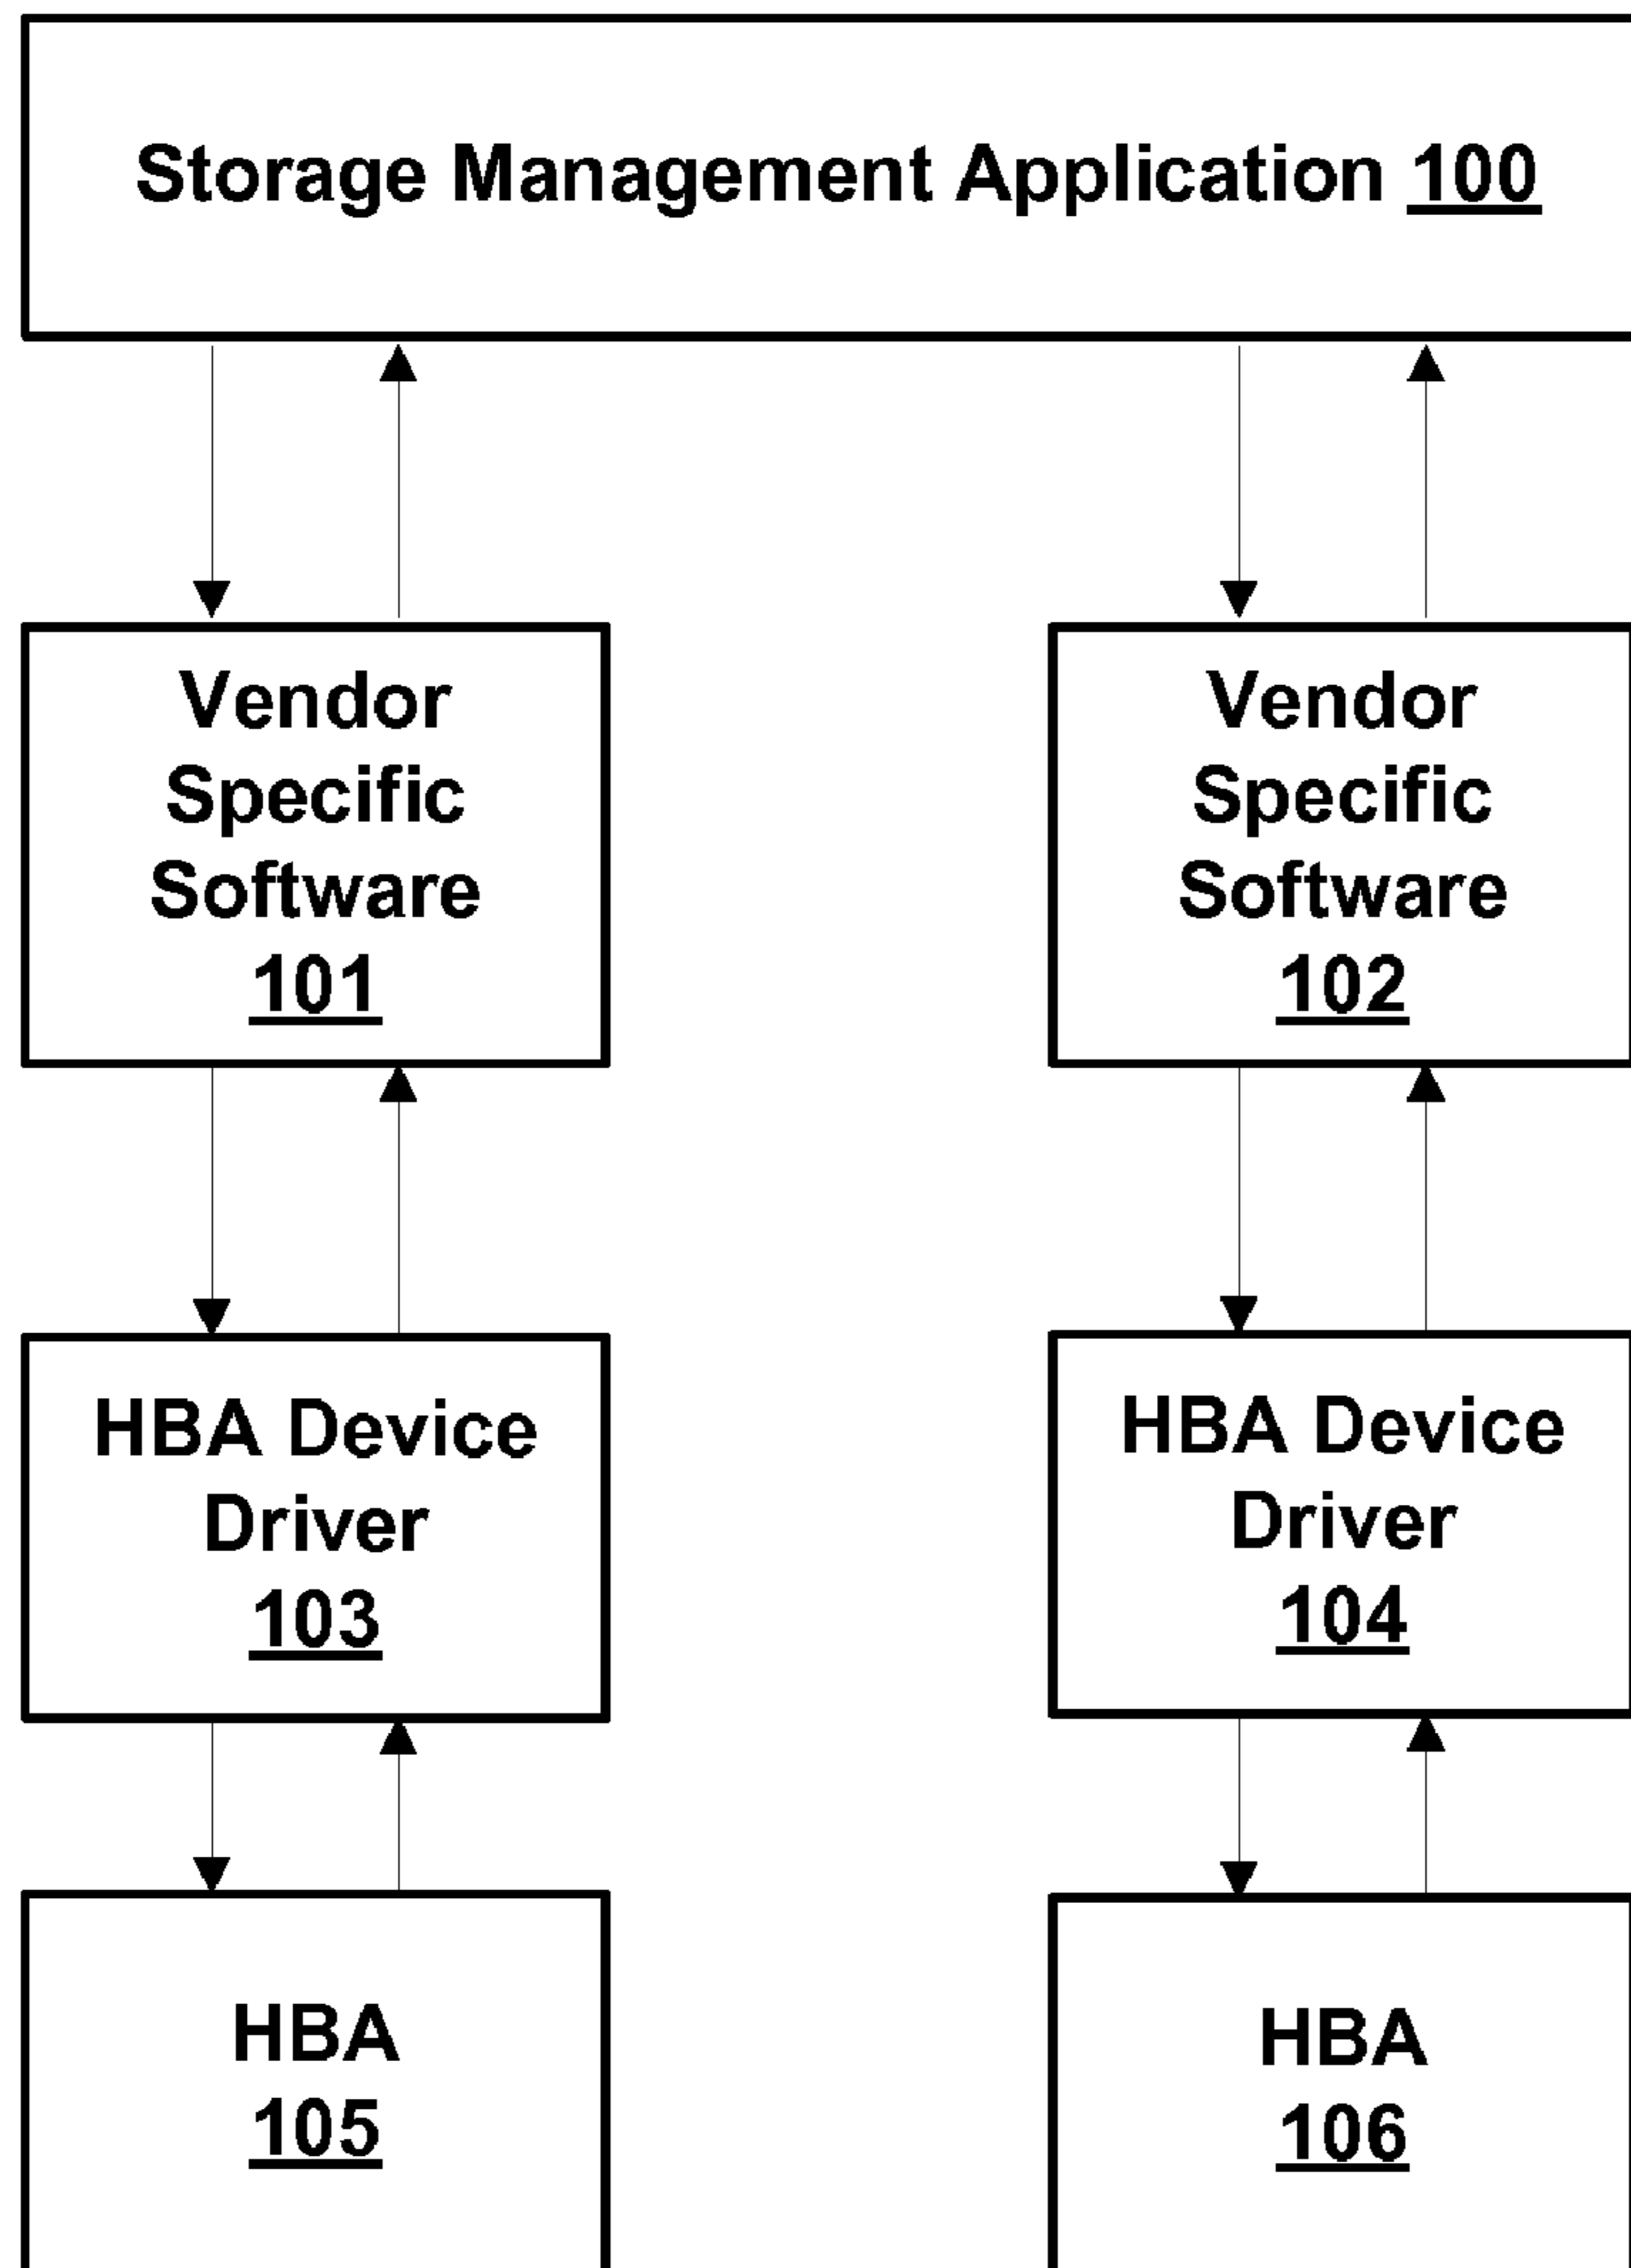 Storage Management Application 100
Vendor
Specific
Software
101
Vendor
Specific
Software
102
HBA Device
Driver
103
HBA Device
Driver
104
HBA
105
HBA
106